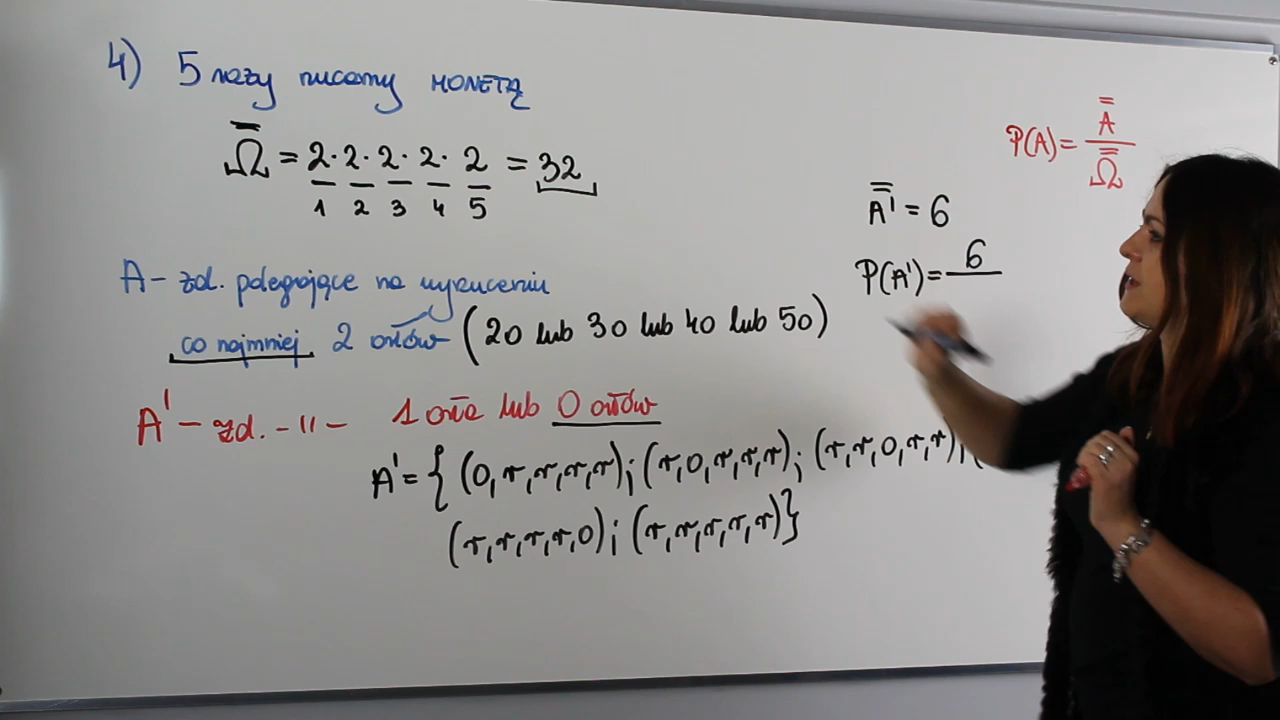 4) 5 razy rzucamy MONETĄ
Ω̿ = 2·2·2·2·2 = 32
1 2 3 4 5
P(A) = A̿ / Ω̿
A̿' = 6
P(A') = 6
A - zd. polegające na wyrzuceniu
co najmniej 2 orłów (2O lub 3O lub 4O lub 5O)
A' - zd. -II- 1 orła lub 0 orłów
A' = { (O,r,r,r,r); (r,O,r,r,r); (r,r,O,r,r); (
(r,r,r,r,O); (r,r,r,r,r)}